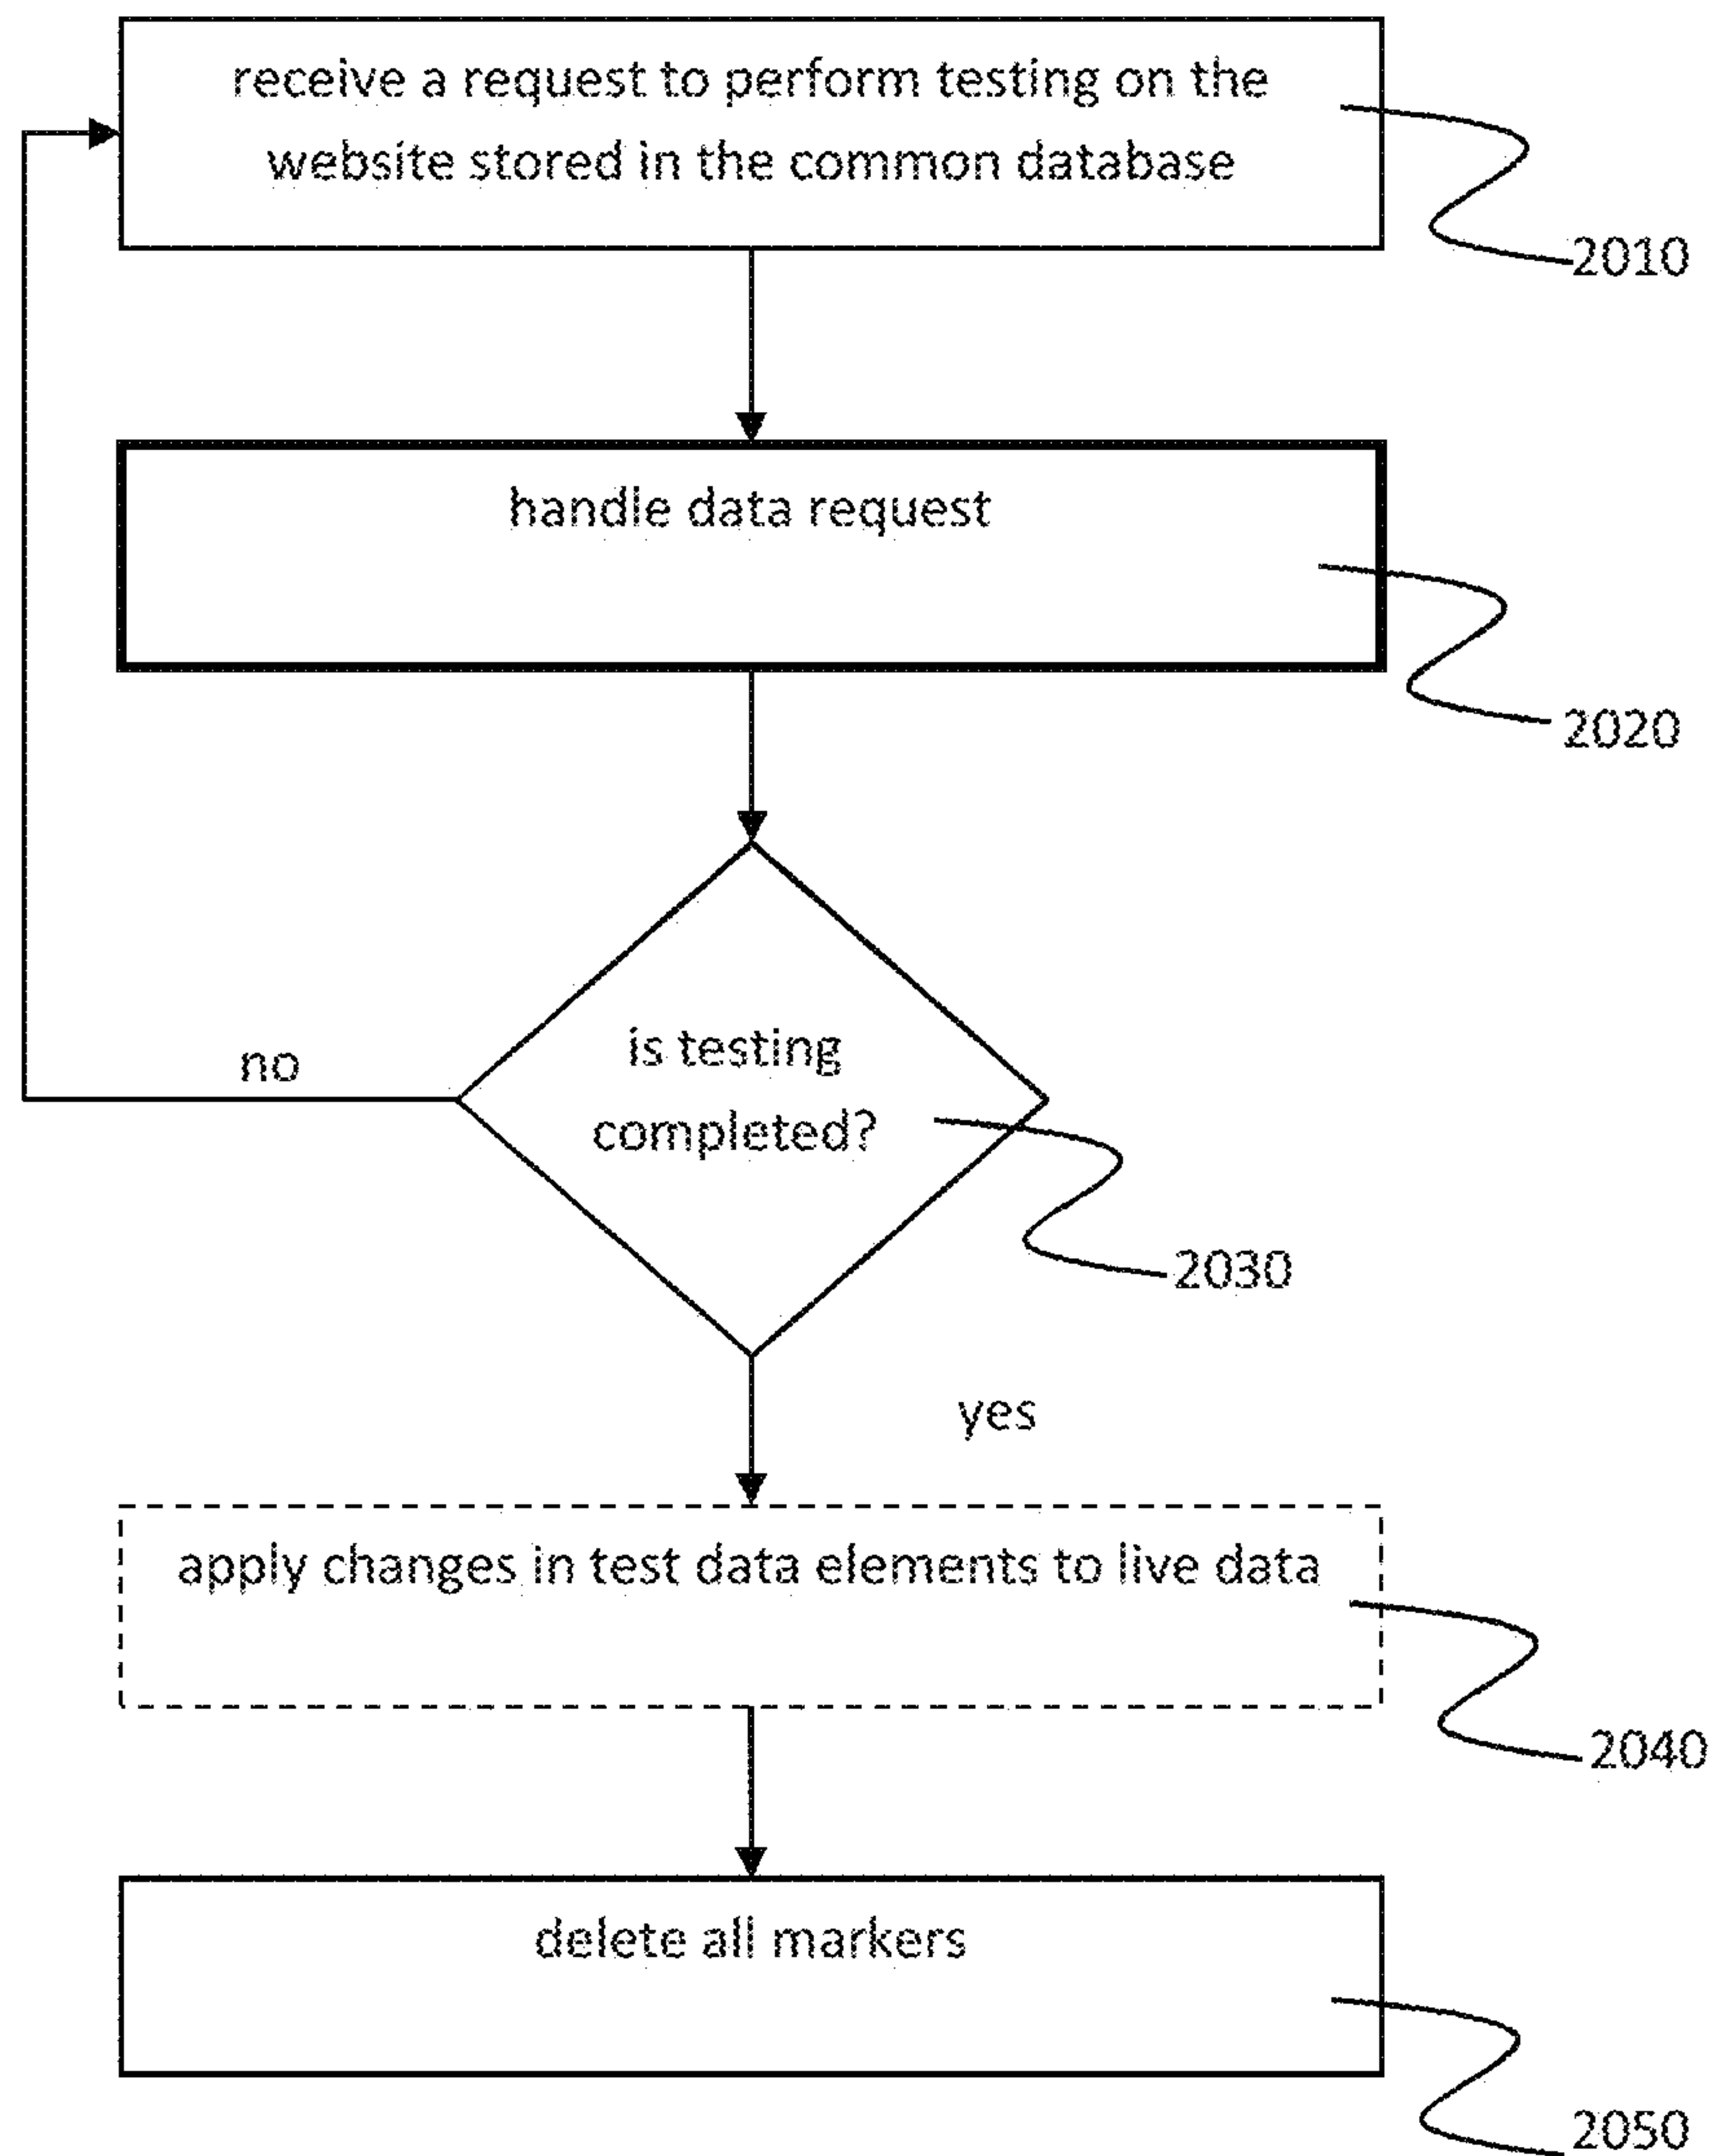 receive a request to perform testing on the
website stored in the common database
2010
handle data request
2020
is testing
completed?
no
2030
yes
apply changes in test data elements to live data
2040
delete all markers
2050